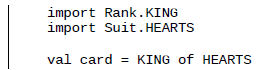 import Rank.KING
import Suit.HEARTS
val card = KING of HEARTS